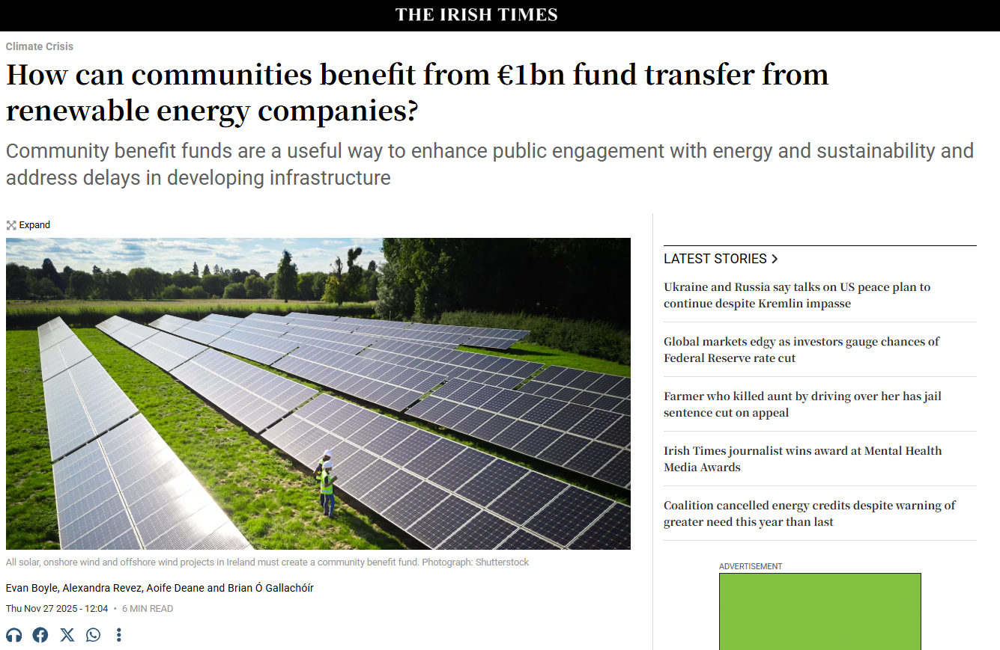 THE IRISH TIMES
Climate Crisis
How can communities benefit from €1bn fund transfer from
renewable energy companies?
Community benefit funds are a useful way to enhance public engagement with energy and sustainability and
address delays in developing infrastructure
Expand
All solar, onshore wind and offshore wind projects in Ireland must create a community benefit fund. Photograph: Shutterstock
Evan Boyle, Alexandra Revez, Aoife Deane and Brian Ó Gallachóír
Thu Nov 27 2025 - 12:04 • 6 MIN READ
LATEST STORIES
Ukraine and Russia say talks on US peace plan to
continue despite Kremlin impasse
Global markets edgy as investors gauge chances of
Federal Reserve rate cut
Farmer who killed aunt by driving over her has jail
sentence cut on appeal
Irish Times journalist wins award at Mental Health
Media Awards
Coalition cancelled energy credits despite warning of
greater need this year than last
ADVERTISEMENT